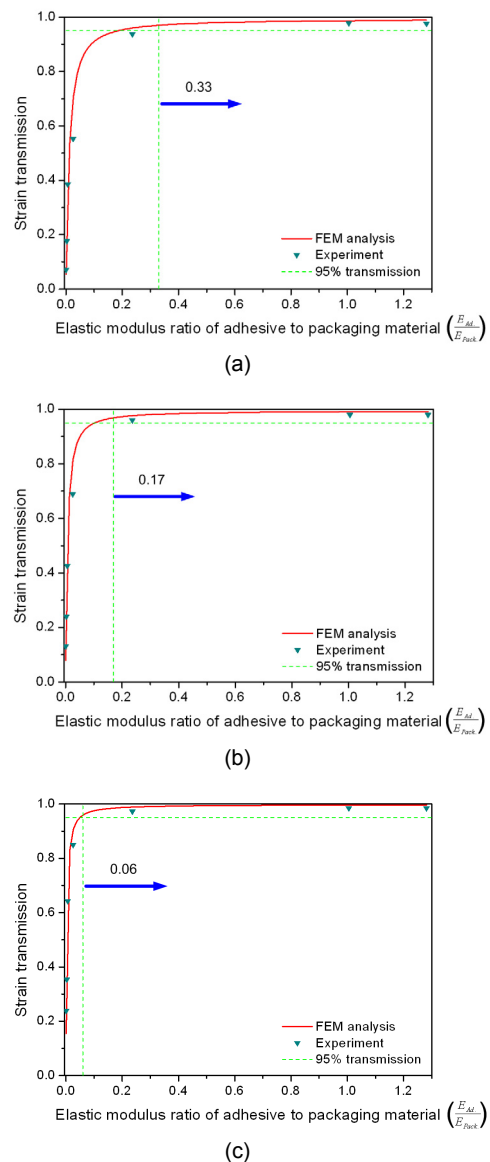 1.0
0.8
0.6
0.4
0.2
0.0
Strain transmission
0.33
FEM analysis
Experiment
95% transmission
0.0 0.2 0.4 0.6 0.8 1.0 1.2
Elastic modulus ratio of adhesive to packaging material (E_Ad. / E_Pack)
(a)
1.0
0.8
0.6
0.4
0.2
0.0
Strain transmission
0.17
FEM analysis
Experiment
95% transmission
0.0 0.2 0.4 0.6 0.8 1.0 1.2
Elastic modulus ratio of adhesive to packaging material (E_Ad. / E_Pack)
(b)
1.0
0.8
0.6
0.4
0.2
0.0
Strain transmission
0.06
FEM analysis
Experiment
95% transmission
0.0 0.2 0.4 0.6 0.8 1.0 1.2
Elastic modulus ratio of adhesive to packaging material (E_Ad. / E_Pack)
(c)